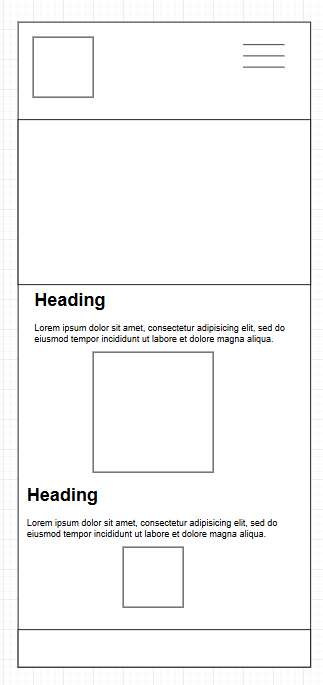 Heading
Lorem ipsum dolor sit amet, consectetur adipisicing elit, sed do
eiusmod tempor incididunt ut labore et dolore magna aliqua.
Heading
Lorem ipsum dolor sit amet, consectetur adipisicing elit, sed do
eiusmod tempor incididunt ut labore et dolore magna aliqua.